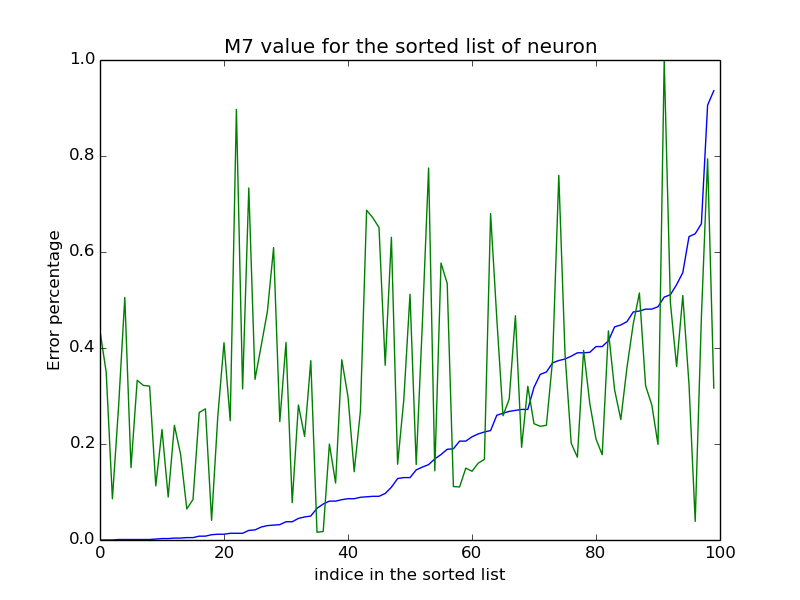 M7 value for the sorted list of neuron
1.0
0.8
0.6
0.4
0.2
0.0
Error percentage
0 20 40 60 80 100
indice in the sorted list